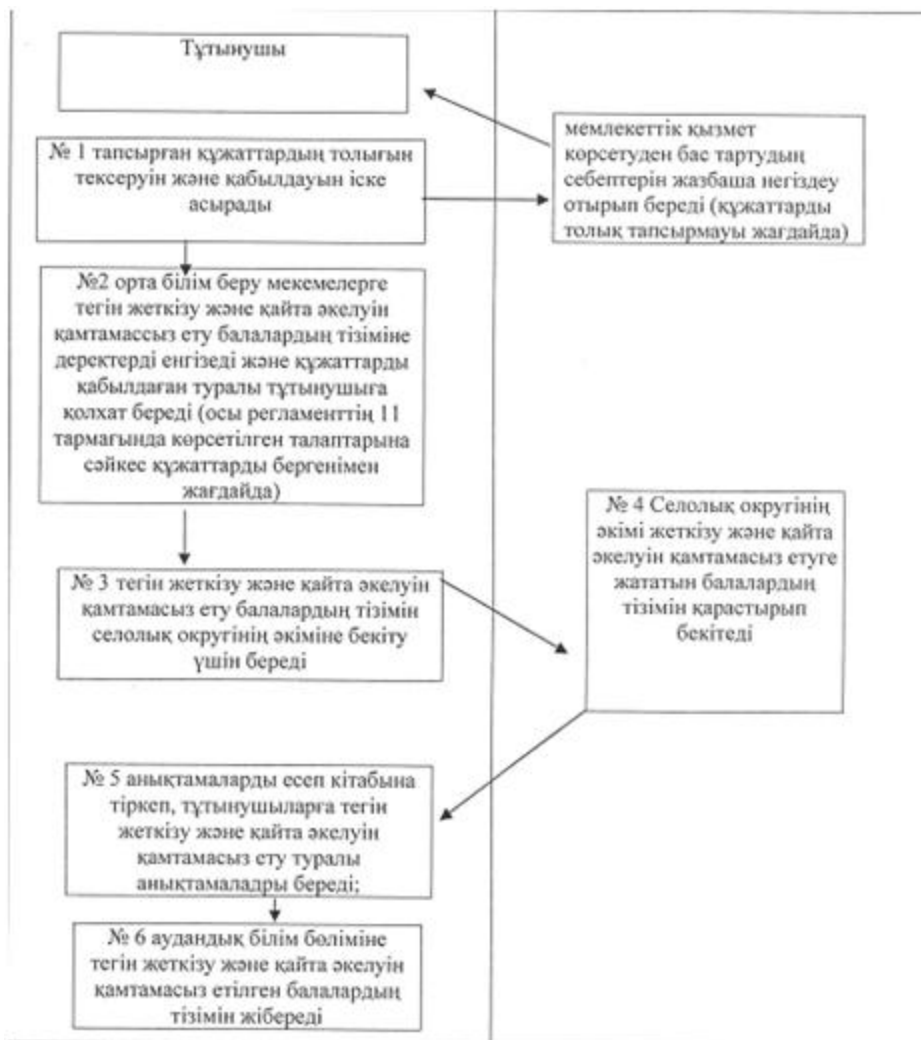 Тұтынушы
№ 1 тапсырған құжаттардың толығын
тексеруін және қабылдауын іске
асырады
мемлекеттік қызмет
көрсетуден бас тартудың
себептерін жазбаша негіздеу
отырып береді (құжаттарды
толық тапсырмауы жағдайда)
№2 орта білім беру мекемелерге
тегін жеткізу және қайта әкелуін
қамтамассыз ету балалардың тізіміне
деректерді енгізеді және құжаттарды
қабылдаған туралы тұтынушыға
қолхат береді (осы регламенттің 11
тармағында көрсетілген талаптарына
сәйкес құжаттарды бергенімен
жағдайда)
№ 3 тегін жеткізу және қайта әкелуін
қамтамасыз ету балалардың тізімін
селолық округінің әкіміне бекіту
үшін береді
№ 4 Селолық округінің
әкімі жеткізу және қайта
әкелуін қамтамасыз етуге
жататын балалардың
тізімін қарастырып
бекітеді
№ 5 анықтамаларды есеп кітабына
тіркеп, тұтынушыларға тегін
жеткізу және қайта әкелуін
қамтамасыз ету туралы
анықтамаладры береді;
№ 6 аудандық білім бөліміне
тегін жеткізу және қайта әкелуін
қамтамасыз етілген балалардың
тізімін жібереді